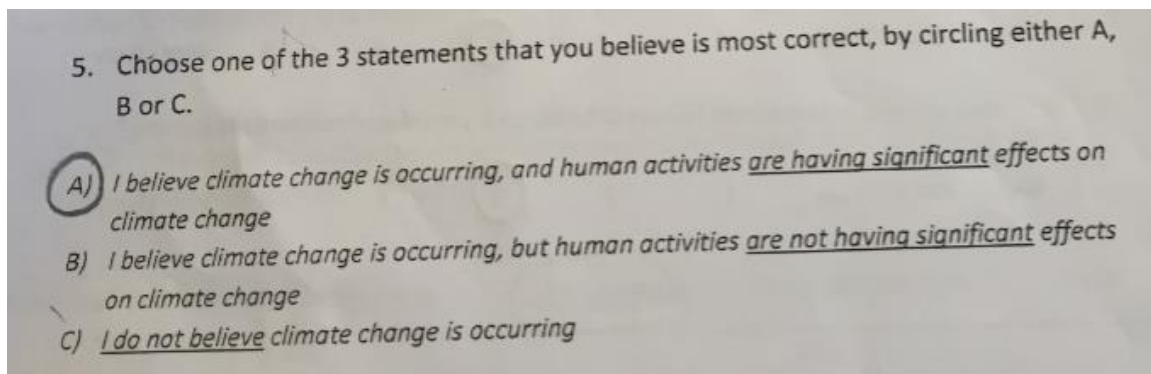 5. Choose one of the 3 statements that you believe is most correct, by circling either A,
B or C.
A) I believe climate change is occurring, and human activities are having significant effects on
climate change
B) I believe climate change is occurring, but human activities are not having significant effects
on climate change
C) I do not believe climate change is occurring